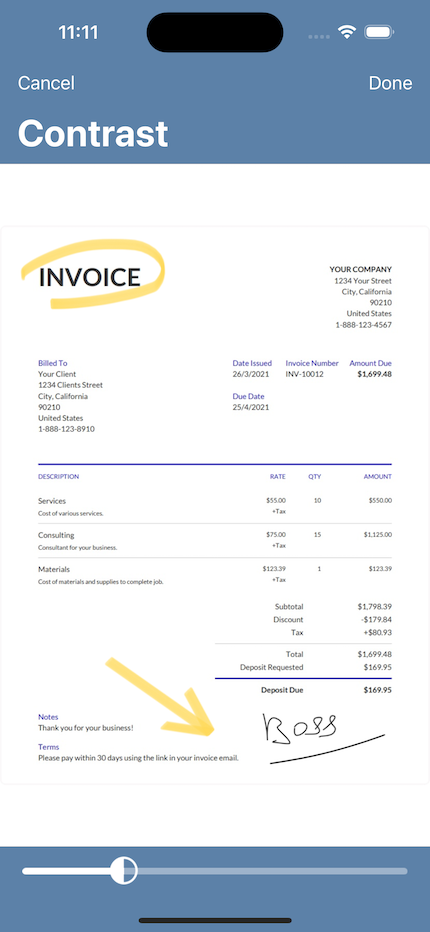 11:11
Cancel
Done
Contrast
INVOICE
YOUR COMPANY
1234 Your Street
City, California
90210
United States
1-888-123-4567
Billed To
Your Client
1234 Clients Street
City, California
90210
United States
1-888-123-8910
Date Issued
26/3/2021
Invoice Number
INV-10012
Amount Due
$1,699.48
Due Date
25/4/2021
DESCRIPTION RATE QTY AMOUNT
Services $55.00 10 $550.00
Cost of various services. +Tax
Consulting $75.00 15 $1,125.00
Consultant for your business. +Tax
Materials $123.39 1 $123.39
Cost of materials and supplies to complete job. +Tax
Subtotal $1,798.39
Discount -$179.84
Tax +$80.93
Total $1,699.48
Deposit Requested $169.95
Deposit Due $169.95
Notes
Thank you for your business!
Terms
Please pay within 30 days using the link in your invoice email.
Boss